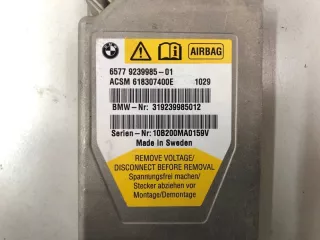 AIRBAG
6577 9239985-01
ACSM 618307400E 1029
BMW-Nr: 319239985012
Serien-Nr: 10B200MA0159V
Made in Sweden
REMOVE VOLTAGE/
DISCONNECT BEFORE REMOVAL
Spannungsfrei machen/
Stecker abziehen vor
Montage/Demontage